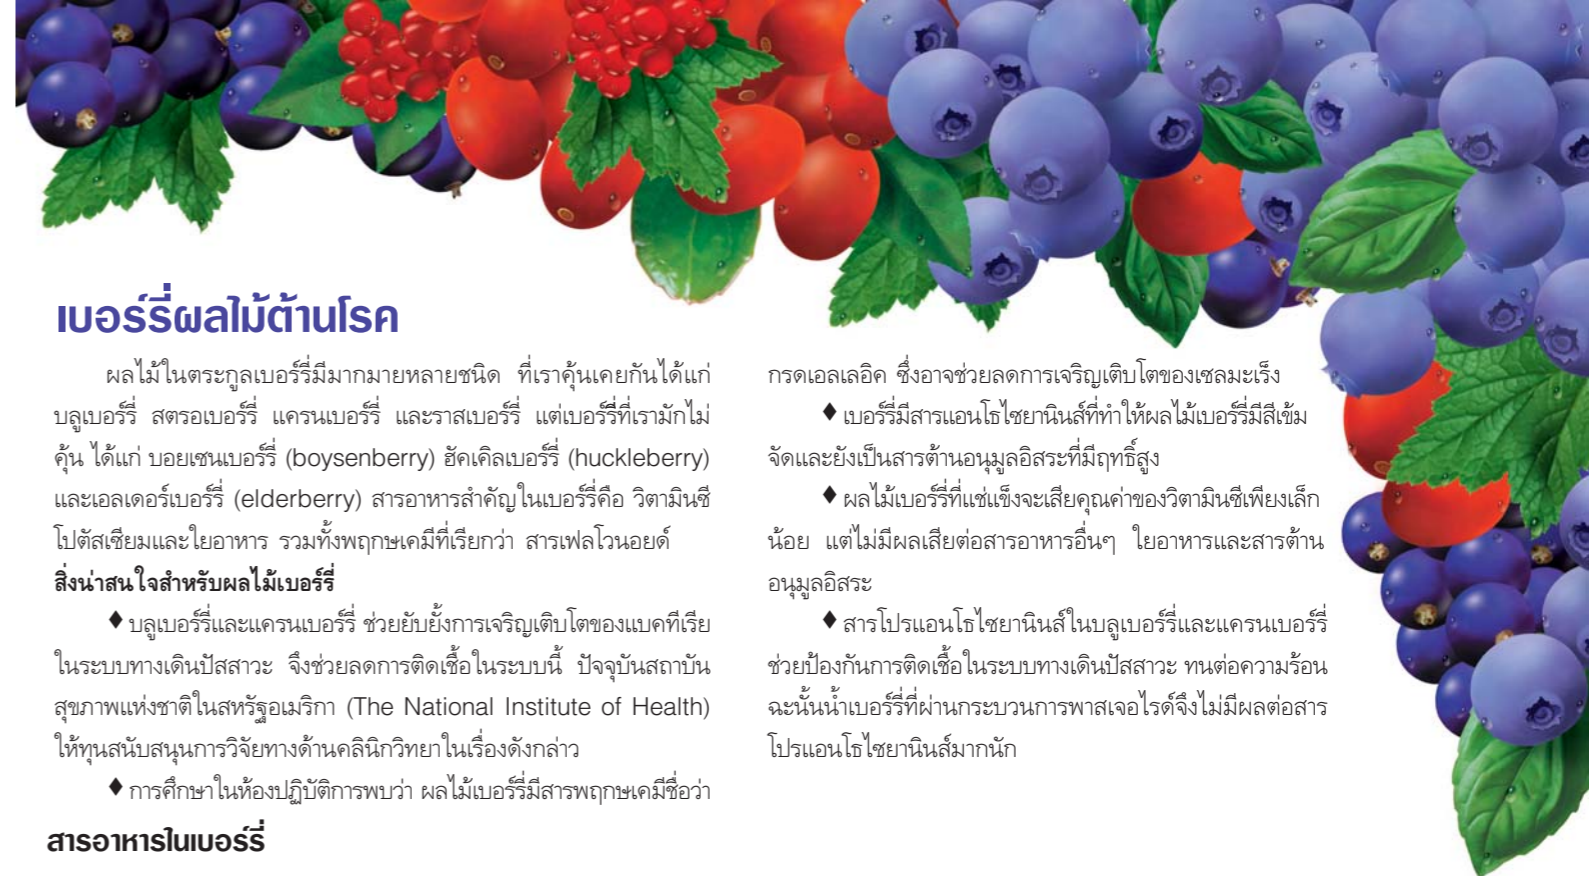 เบอร์รี่ผลไม้ต้านโรค
ผลไม้ในตระกูลเบอร์รี่มีมากมายหลายชนิด ที่เราคุ้นเคยกันได้แก่
บลูเบอร์รี่ สตรอเบอร์รี่ แครนเบอร์รี่ และราสเบอร์รี่ แต่เบอร์รี่ที่เรามักไม่
คุ้น ได้แก่ บอยเซนเบอร์รี่ (boysenberry) ฮัคเคิลเบอร์รี่ (huckleberry)
และเอลเดอร์เบอร์รี่ (elderberry) สารอาหารสำคัญในเบอร์รี่คือ วิตามินซี
โปตัสเซียมและใยอาหาร รวมทั้งพฤกษเคมีที่เรียกว่า สารเฟลโวนอยด์
สิ่งน่าสนใจสำหรับผลไม้เบอร์รี่
♦ บลูเบอร์รี่และแครนเบอร์รี่ ช่วยยับยั้งการเจริญเติบโตของแบคทีเรีย
ในระบบทางเดินปัสสาวะ จึงช่วยลดการติดเชื้อในระบบนี้ ปัจจุบันสถาบัน
สุขภาพแห่งชาติในสหรัฐอเมริกา (The National Institute of Health)
ให้ทุนสนับสนุนการวิจัยทางด้านคลินิกวิทยาในเรื่องดังกล่าว
♦ การศึกษาในห้องปฏิบัติการพบว่า ผลไม้เบอร์รี่มีสารพฤกษเคมีชื่อว่า
กรดเอลเลอิค ซึ่งอาจช่วยลดการเจริญเติบโตของเซลมะเร็ง
♦ เบอร์รี่มีสารแอนโธไซยานินส์ที่ทำให้ผลไม้เบอร์รี่มีสีเข้ม
จัดและยังเป็นสารต้านอนุมูลอิสระที่มีฤทธิ์สูง
♦ ผลไม้เบอร์รี่ที่แช่แข็งจะเสียคุณค่าของวิตามินซีเพียงเล็ก
น้อย แต่ไม่มีผลเสียต่อสารอาหารอื่นๆ ใยอาหารและสารต้าน
อนุมูลอิสระ
♦ สารโปรแอนโธไซยานินส์ในบลูเบอร์รี่และแครนเบอร์รี่
ช่วยป้องกันการติดเชื้อในระบบทางเดินปัสสาวะ ทนต่อความร้อน
ฉะนั้นน้ำเบอร์รี่ที่ผ่านกระบวนการพาสเจอไรด์จึงไม่มีผลต่อสาร
โปรแอนโธไซยานินส์มากนัก
สารอาหารในเบอร์รี่